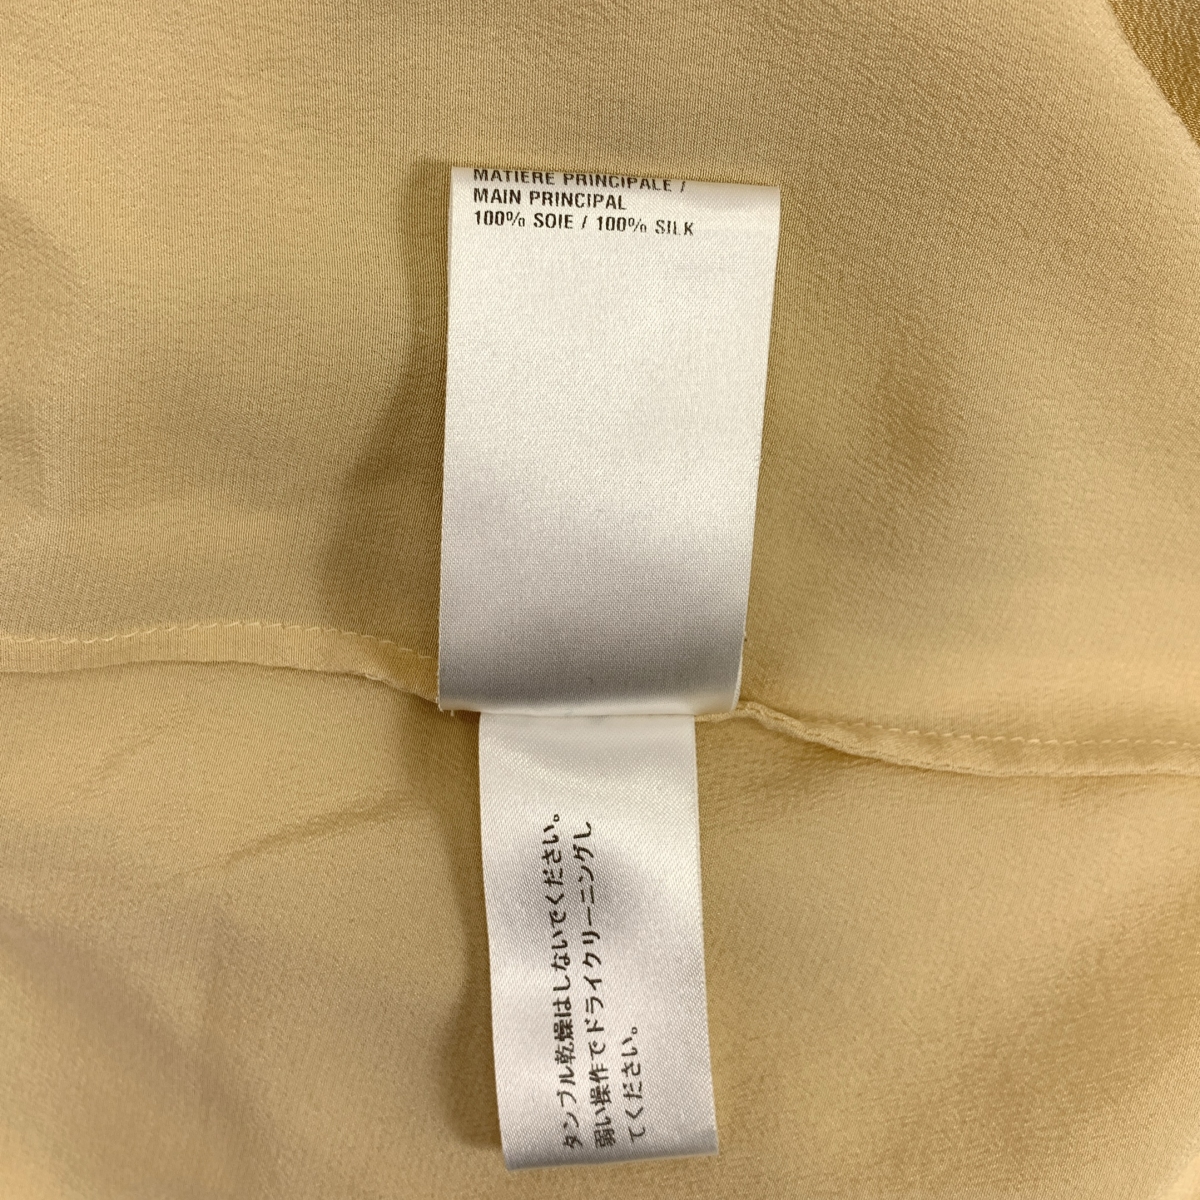 MATIERE PRINCIPALE /
MAIN PRINCIPAL
100% SOIE / 100% SILK
タンブル乾燥はしないでください。
弱い操作でドライクリーニングし
てください。